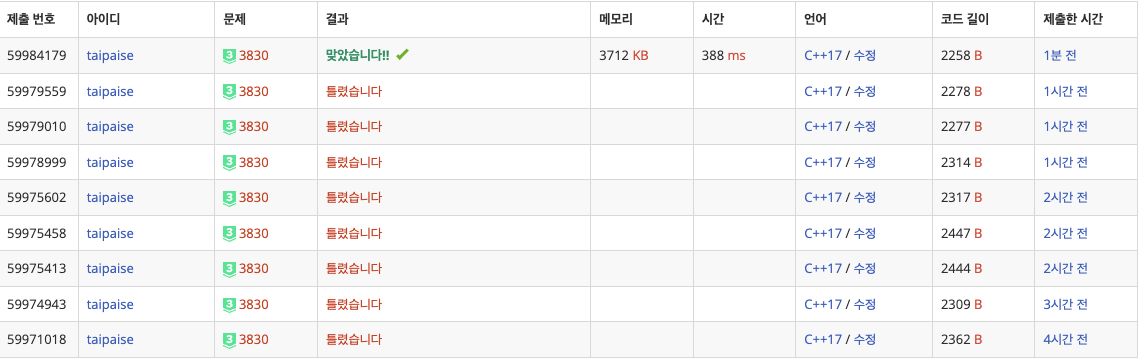 제출 번호 아이디 문제 결과 메모리 시간 언어 코드 길이 제출한 시간
59984179 taipaise 3 3830 맞았습니다!! 3712 KB 388 ms C++17 / 수정 2258 B 1분 전
59979559 taipaise 3 3830 틀렸습니다 C++17 / 수정 2278 B 1시간 전
59979010 taipaise 3 3830 틀렸습니다 C++17 / 수정 2277 B 1시간 전
59978999 taipaise 3 3830 틀렸습니다 C++17 / 수정 2314 B 1시간 전
59975602 taipaise 3 3830 틀렸습니다 C++17 / 수정 2317 B 2시간 전
59975458 taipaise 3 3830 틀렸습니다 C++17 / 수정 2447 B 2시간 전
59975413 taipaise 3 3830 틀렸습니다 C++17 / 수정 2444 B 2시간 전
59974943 taipaise 3 3830 틀렸습니다 C++17 / 수정 2309 B 3시간 전
59971018 taipaise 3 3830 틀렸습니다 C++17 / 수정 2362 B 4시간 전